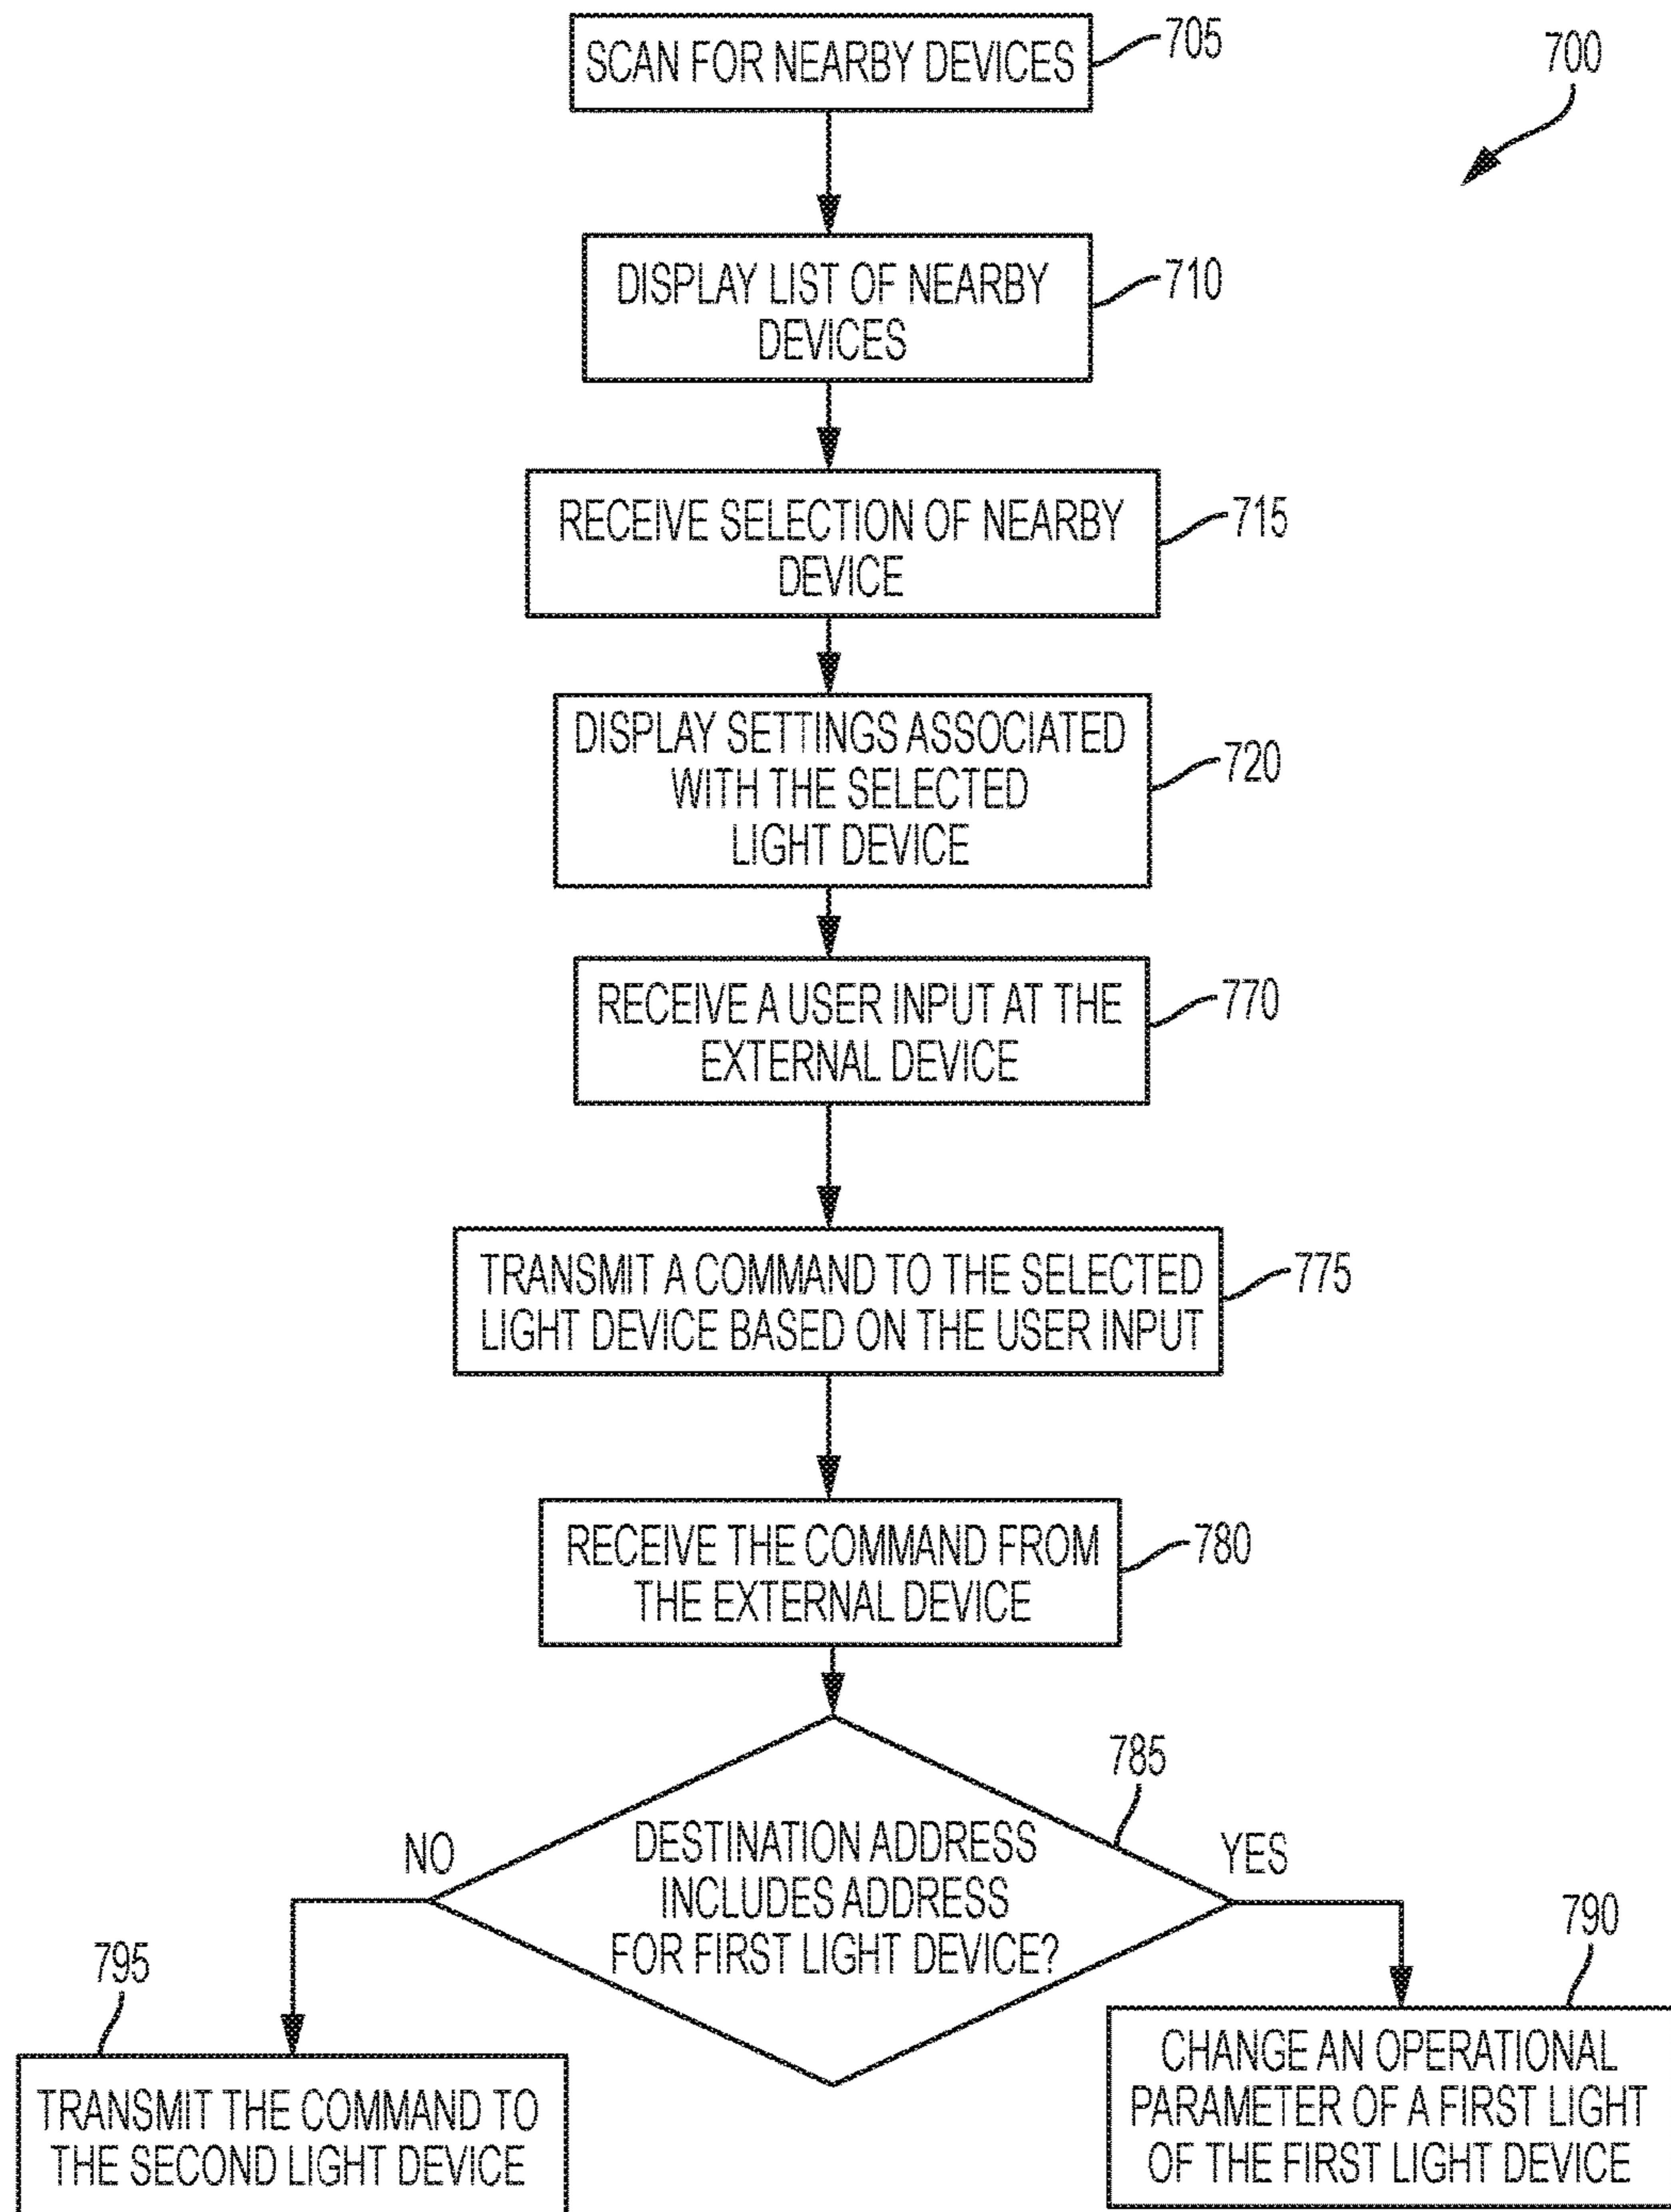 SCAN FOR NEARBY DEVICES
705
700
DISPLAY LIST OF NEARBY
DEVICES
710
RECEIVE SELECTION OF NEARBY
DEVICE
715
DISPLAY SETTINGS ASSOCIATED
WITH THE SELECTED
LIGHT DEVICE
720
RECEIVE A USER INPUT AT THE
EXTERNAL DEVICE
770
TRANSMIT A COMMAND TO THE SELECTED
LIGHT DEVICE BASED ON THE USER INPUT
775
RECEIVE THE COMMAND FROM
THE EXTERNAL DEVICE
780
785
DESTINATION ADDRESS
INCLUDES ADDRESS
FOR FIRST LIGHT DEVICE?
NO
YES
795
TRANSMIT THE COMMAND TO
THE SECOND LIGHT DEVICE
790
CHANGE AN OPERATIONAL
PARAMETER OF A FIRST LIGHT
OF THE FIRST LIGHT DEVICE